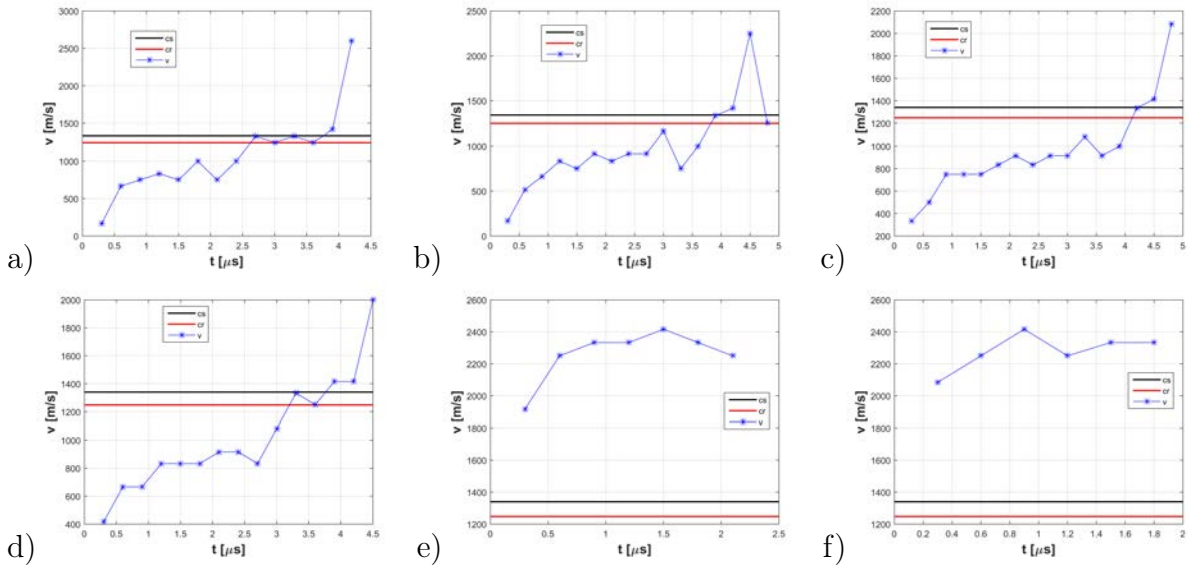 3000
2500
2000
1500
1000
500
0
v [m/s]
cs
cr
v
0 0.5 1 1.5 2 2.5 3 3.5 4 4.5
t [μs]
a)
2500
2000
1500
1000
500
0
v [m/s]
cs
cr
v
0 0.5 1 1.5 2 2.5 3 3.5 4 4.5 5
t [μs]
b)
2200
2000
1800
1600
1400
1200
1000
800
600
400
200
v [m/s]
cs
cr
v
0 0.5 1 1.5 2 2.5 3 3.5 4 4.5 5
t [μs]
c)
2000
1800
1600
1400
1200
1000
800
600
400
v [m/s]
cs
cr
v
0 0.5 1 1.5 2 2.5 3 3.5 4 4.5
t [μs]
d)
2600
2400
2200
2000
1800
1600
1400
1200
v [m/s]
cs
cr
v
0 0.5 1 1.5 2 2.5
t [μs]
e)
2600
2400
2200
2000
1800
1600
1400
1200
v [m/s]
cs
cr
v
0 0.2 0.4 0.6 0.8 1 1.2 1.4 1.6 1.8 2
t [μs]
f)